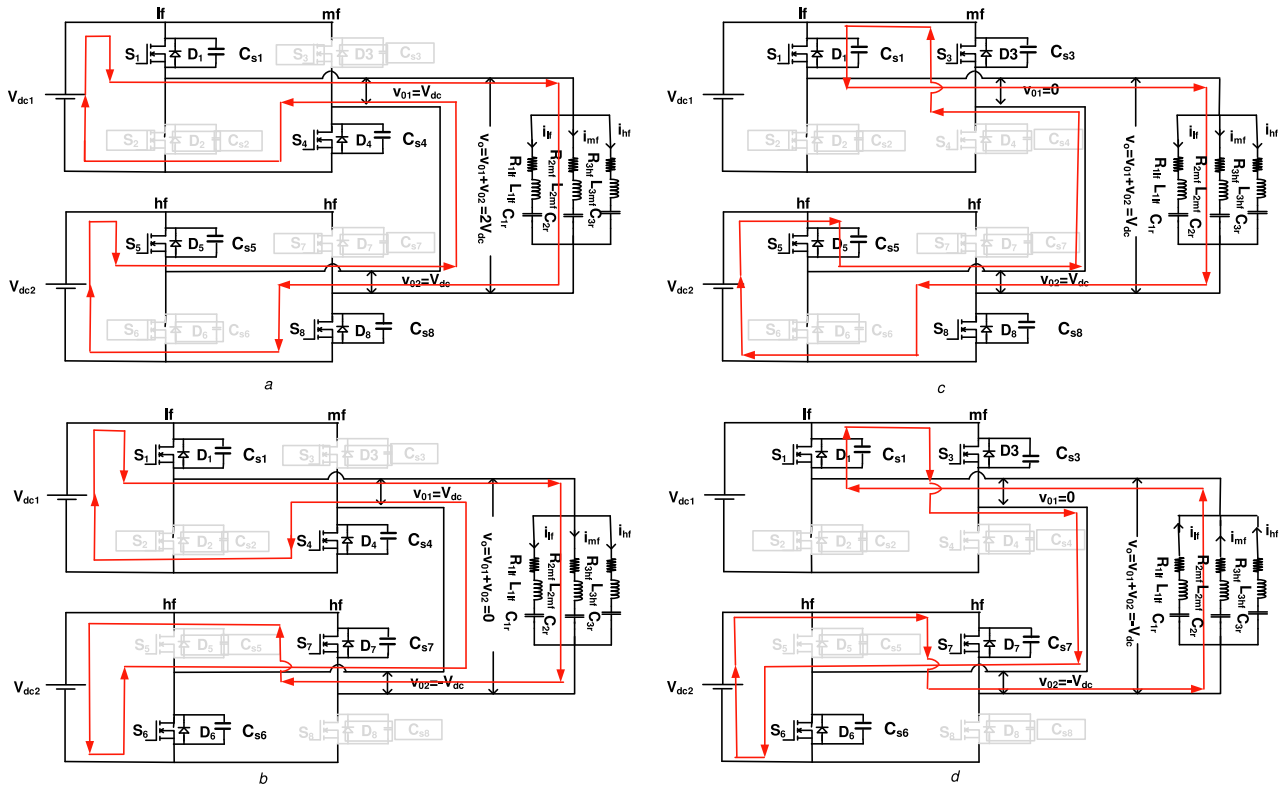 lf mf
S1 D1 Cs1 S3 D3 Cs3
Vdc1 v01=Vdc
S2 D2 Cs2 S4 D4 Cs4
vo=v01+v02=2Vdc
ilf imf ihf
R1lf L1lf C1r
R2mf L2mf C2r
R3hf L3mf C3r
hf hf
S5 D5 Cs5 S7 D7 Cs7
Vdc2 v02=Vdc
S6 D6 Cs6 S8 D8 Cs8
a
lf mf
S1 D1 Cs1 S3 D3 Cs3
Vdc1 v01=0
S2 D2 Cs2 S4 D4 Cs4
vo=v01+v02=Vdc
ilf imf ihf
R1lf L1lf C1r
R2mf L2mf C2r
R3hf L3hf C3r
hf mf
S5 D5 Cs5 S7 D7 Cs7
Vdc2 v02=Vdc
S6 D6 Cs6 S8 D8 Cs8
c
lf mf
S1 D1 Cs1 S3 D3 Cs3
Vdc1 v01=Vdc
S2 D2 Cs2 S4 D4 Cs4
vo=v01+v02=0
ilf imf ihf
R1lf L1lf C1r
R2mf L2mf C2r
R3hf L3hf C3r
hf mf
S5 D5 Cs5 S7 D7 Cs7
Vdc2 v02=-Vdc
S6 D6 Cs6 S8 D8 Cs8
b
lf mf
S1 D1 Cs1 S3 D3 Cs3
Vdc1 v01=0
S2 D2 Cs2 S4 D4 Cs4
vo=v01+v02=-Vdc
ilf imf ihf
R1lf L1lf C1r
R2mf L2mf C2r
R3hf L3hf C3r
hf mf
S5 D5 Cs5 S7 D7 Cs7
Vdc2 v02=-Vdc
S6 D6 Cs6 S8 D8 Cs8
d